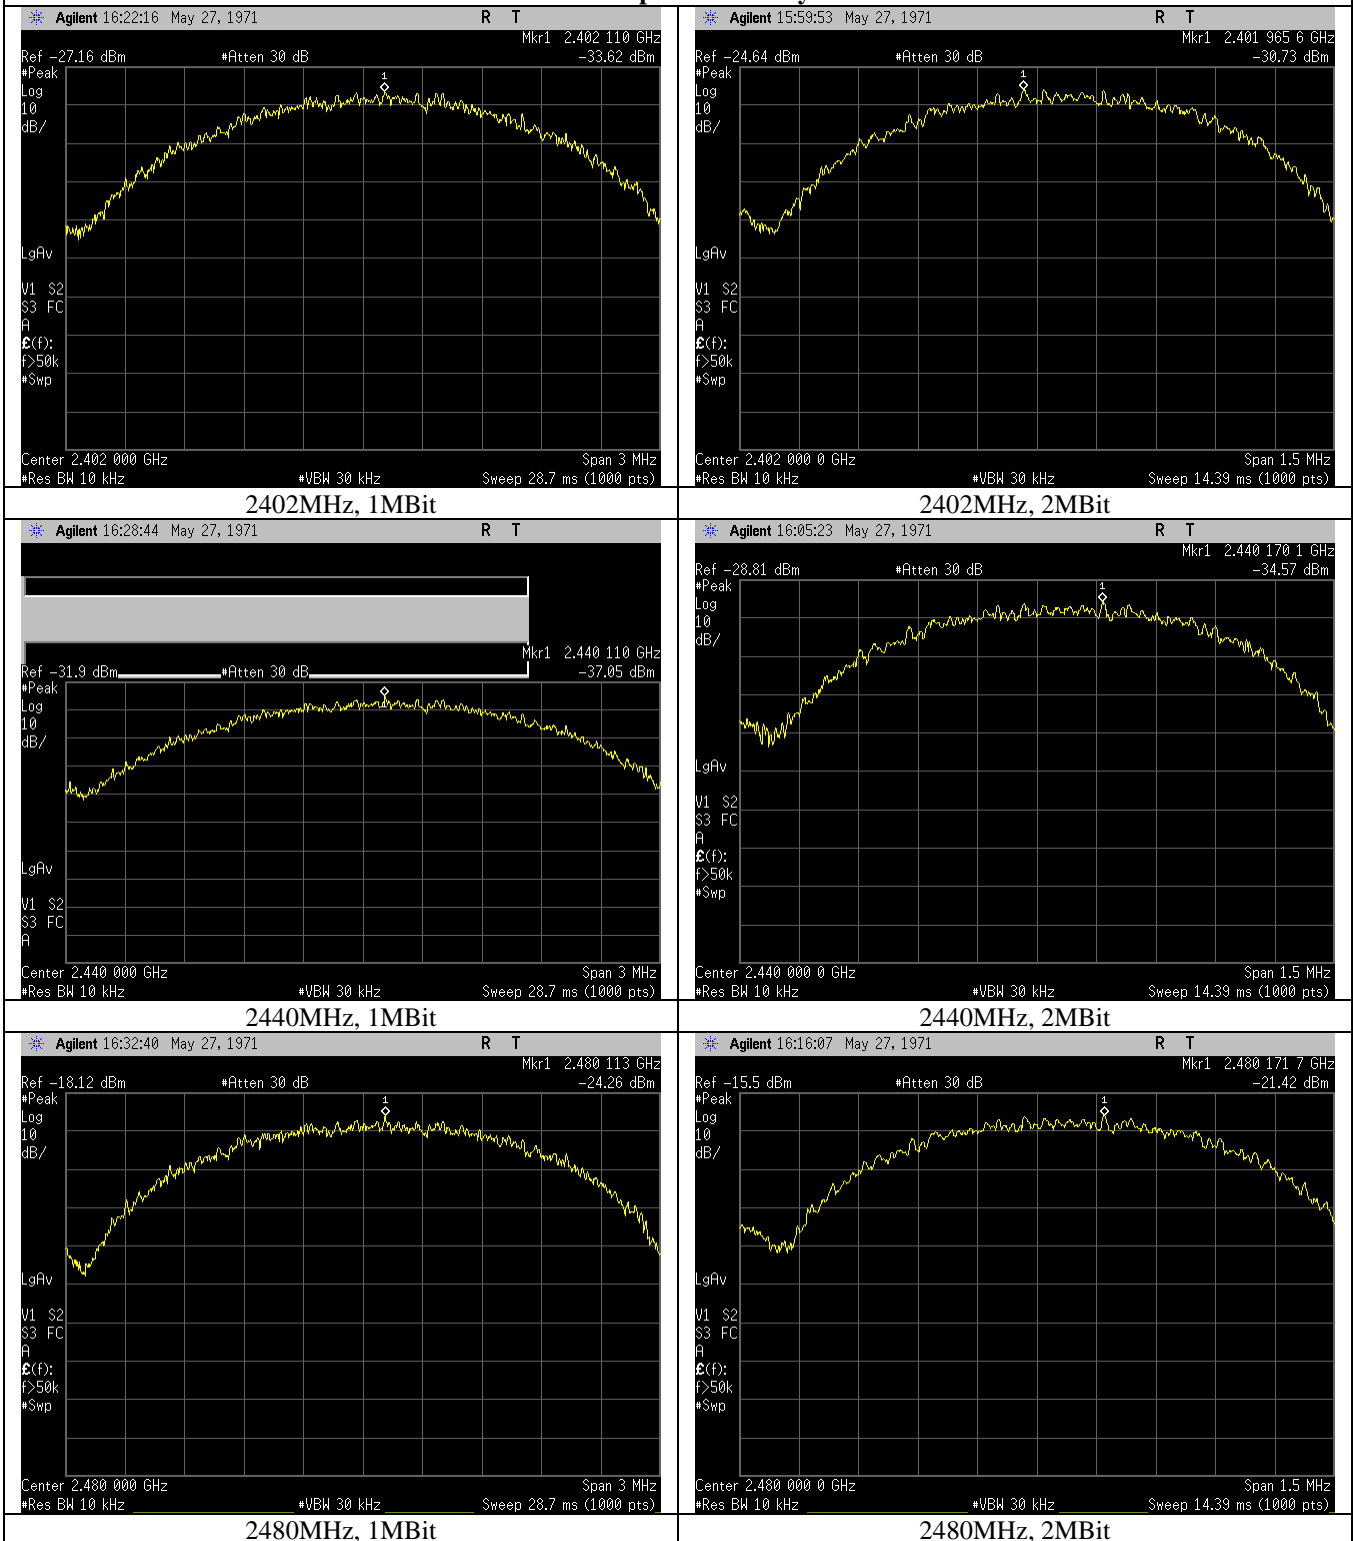 Agilent 16:22:16 May 27, 1971 R T
Mkr1 2.402 110 GHz
Ref -27.16 dBm #Atten 30 dB -33.62 dBm
#Peak
Log
10
dB/
1
LgAv
V1 S2
S3 FC
A
£(f):
f>50k
#Swp
Center 2.402 000 GHz Span 3 MHz
#Res BW 10 kHz #VBW 30 kHz Sweep 28.7 ms (1000 pts)
2402MHz, 1MBit
Agilent 15:59:53 May 27, 1971 R T
Mkr1 2.401 965 6 GHz
Ref -24.64 dBm #Atten 30 dB -30.73 dBm
#Peak
Log
10
dB/
1
LgAv
V1 S2
S3 FC
A
£(f):
f>50k
#Swp
Center 2.402 000 0 GHz Span 1.5 MHz
#Res BW 10 kHz #VBW 30 kHz Sweep 14.39 ms (1000 pts)
2402MHz, 2MBit
Agilent 16:28:44 May 27, 1971 R T
Mkr1 2.440 110 GHz
Ref -31.9 dBm #Atten 30 dB -37.05 dBm
#Peak
Log
10
dB/
LgAv
V1 S2
S3 FC
A
Center 2.440 000 GHz Span 3 MHz
#Res BW 10 kHz #VBW 30 kHz Sweep 28.7 ms (1000 pts)
2440MHz, 1MBit
Agilent 16:05:23 May 27, 1971 R T
Mkr1 2.440 170 1 GHz
Ref -28.81 dBm #Atten 30 dB -34.57 dBm
#Peak
Log
10
dB/
1
LgAv
V1 S2
S3 FC
A
£(f):
f>50k
#Swp
Center 2.440 000 0 GHz Span 1.5 MHz
#Res BW 10 kHz #VBW 30 kHz Sweep 14.39 ms (1000 pts)
2440MHz, 2MBit
Agilent 16:32:40 May 27, 1971 R T
Mkr1 2.480 113 GHz
Ref -18.12 dBm #Atten 30 dB -24.26 dBm
#Peak
Log
10
dB/
1
LgAv
V1 S2
S3 FC
A
£(f):
f>50k
#Swp
Center 2.480 000 GHz Span 3 MHz
#Res BW 10 kHz #VBW 30 kHz Sweep 28.7 ms (1000 pts)
2480MHz, 1MBit
Agilent 16:16:07 May 27, 1971 R T
Mkr1 2.480 171 7 GHz
Ref -15.5 dBm #Atten 30 dB -21.42 dBm
#Peak
Log
10
dB/
1
LgAv
V1 S2
S3 FC
A
£(f):
f>50k
#Swp
Center 2.480 000 0 GHz Span 1.5 MHz
#Res BW 10 kHz #VBW 30 kHz Sweep 14.39 ms (1000 pts)
2480MHz, 2MBit